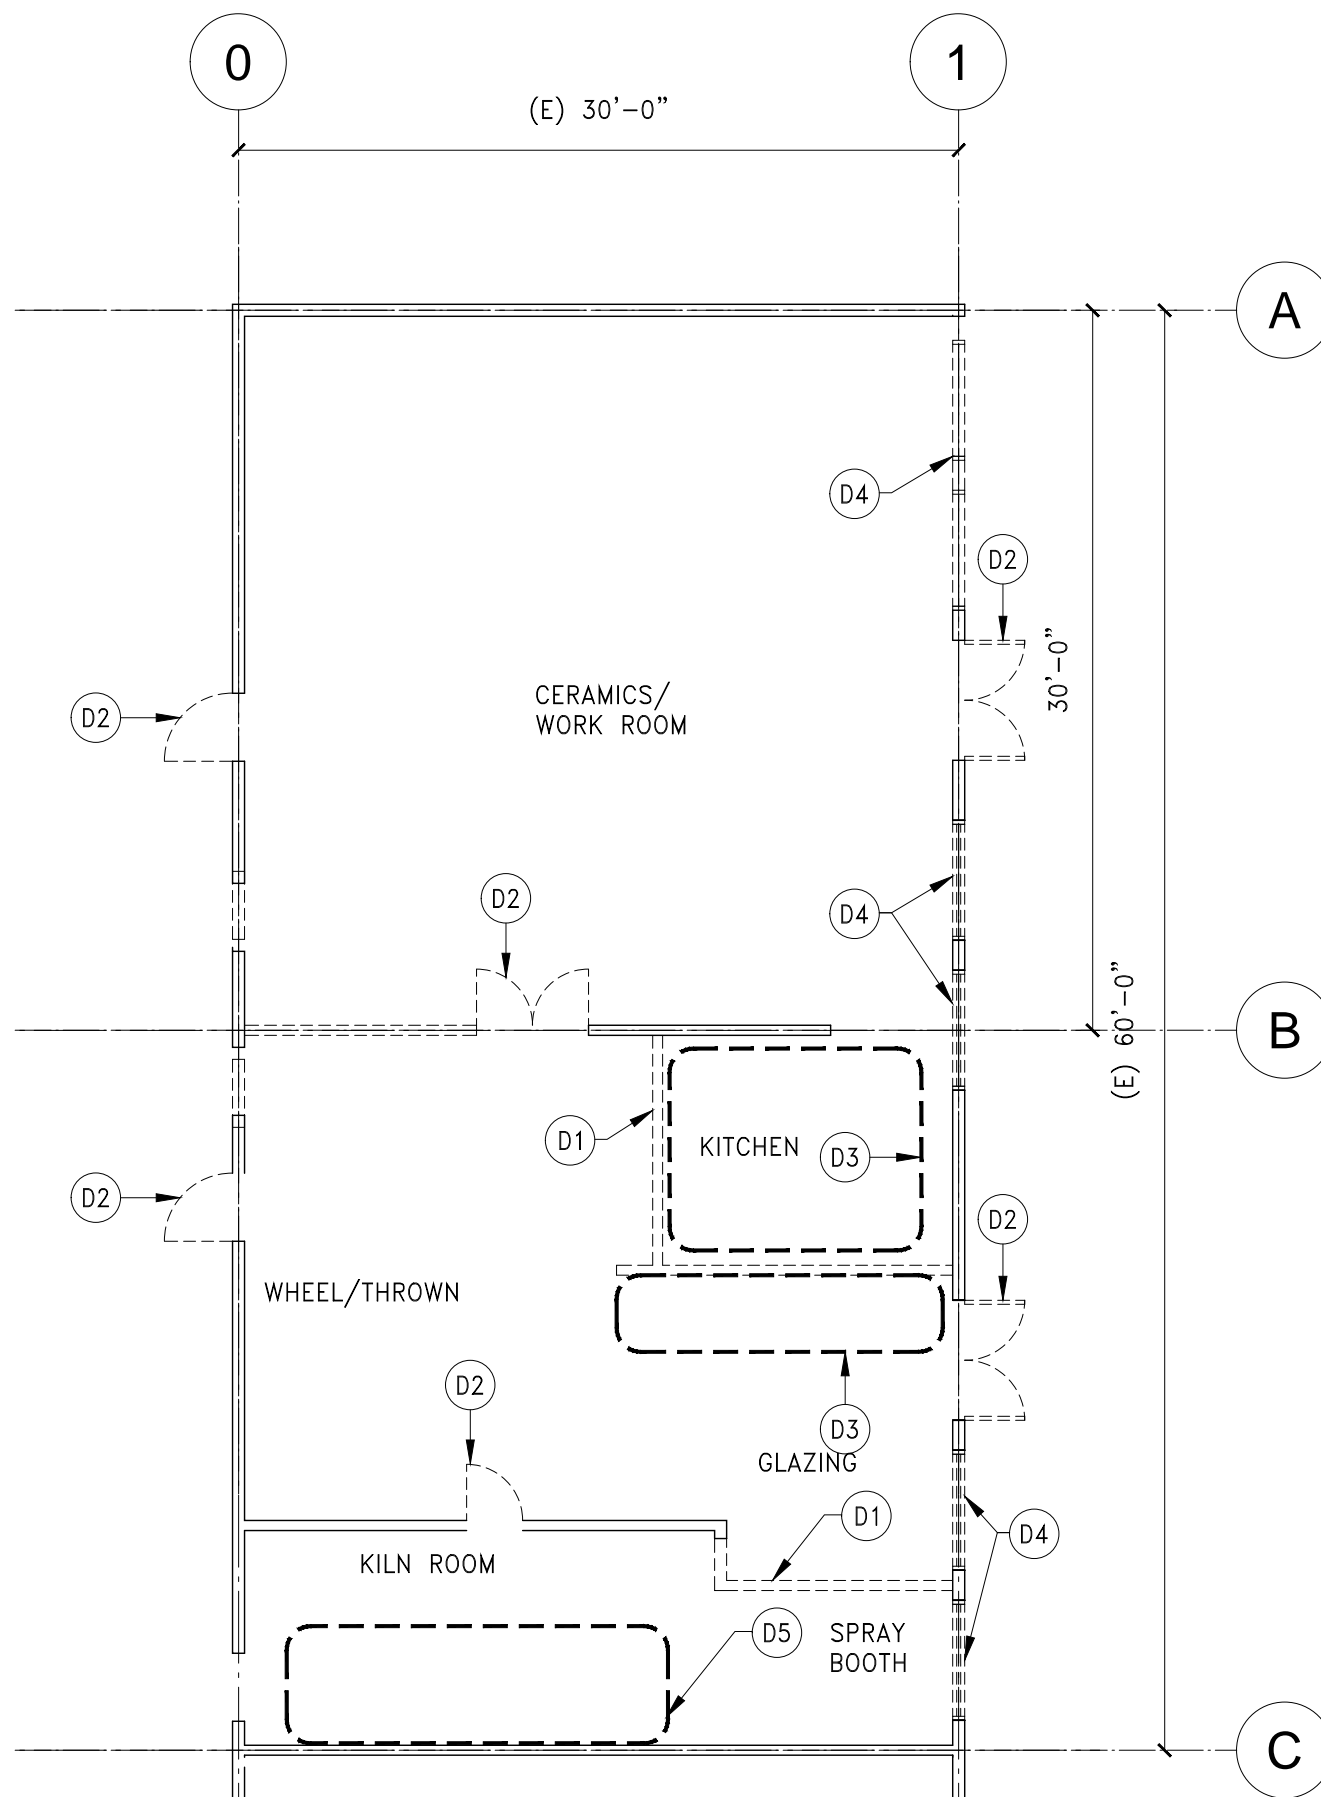 0
1
(E) 30'-0"
A
D4
D2
30'-0"
CERAMICS/
WORK ROOM
D2
D2
D4
(E) 60'-0"
B
D1
KITCHEN
D3
D2
D2
WHEEL/THROWN
D2
D3
GLAZING
D1
D4
KILN ROOM
D5
SPRAY
BOOTH
C